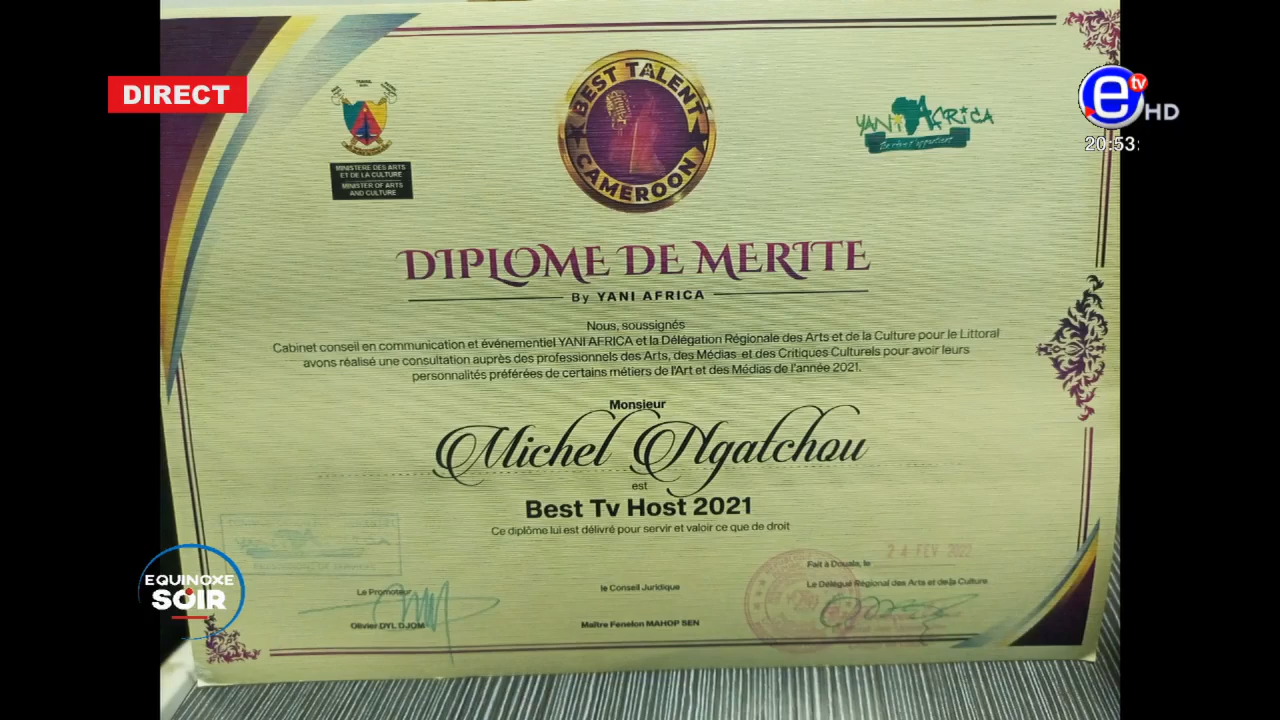 DIRECT
e tv HD
20:53:
MINISTERE DES ARTS
ET DE LA CULTURE
MINISTER OF ARTS
AND CULTURE
BEST TALENT
CAMEROON
YANI AFRICA
DIPLOME DE MERITE
By YANI AFRICA
Nous, soussignés
Cabinet conseil en communication et événementiel YANI AFRICA et la Délégation Régionale des Arts et de la Culture pour le Littoral
avons réalisé une consultation auprès des professionnels des Arts, des Médias et des Critiques Culturels pour avoir leurs
personnalités préférées de certains métiers de l'Art et des Médias de l'année 2021.
Monsieur
Michel Ngatchou
est
Best Tv Host 2021
Ce diplôme lui est délivré pour servir et valoir ce que de droit
Fait à Douala, le 24 FEV 2022
Le Promoteur
le Conseil Juridique
Le Délégué Régional des Arts et de la Culture
Olivier DYL DJOM
Maître Fenelon MAHOP SEN
EQUINOXE
SOIR